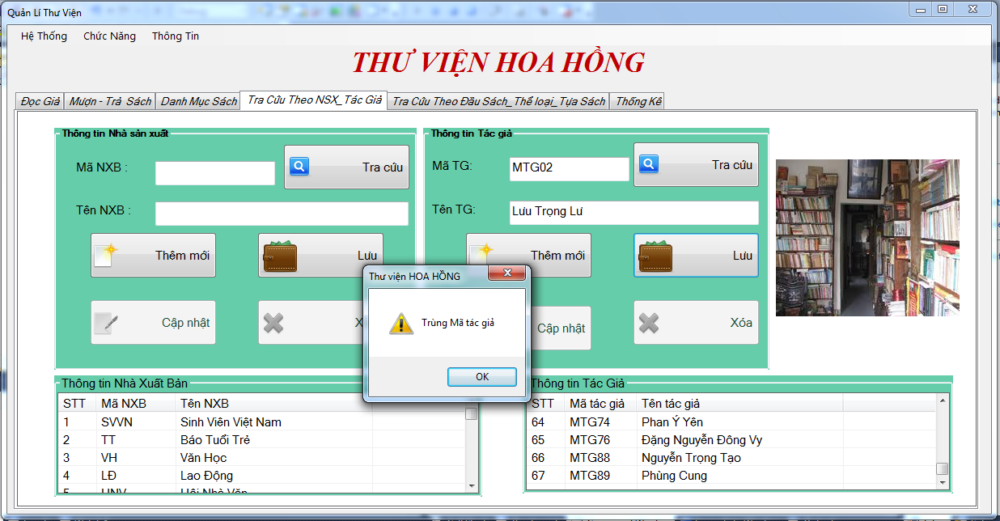 Quản Lí Thư Viện
Hệ Thống Chức Năng Thông Tin
THƯ VIỆN HOA HỒNG
Đọc Giả Mượn - Trả Sách Danh Mục Sách Tra Cứu Theo NSX_Tác Giả Tra Cứu Theo Đầu Sách_Thể loại_Tựa Sách Thống Kê
Thông tin Nhà sản xuất
Mã NXB :
Tra cứu
Tên NXB :
Thêm mới
Lưu
Cập nhật
Thông tin Tác giả
Mã TG:
MTG02
Tra cứu
Tên TG:
Lưu Trọng Lư
Thêm mới
Lưu
Cập nhật
Xóa
Thư viện HOA HỒNG
Trùng Mã tác giả
OK
Thông tin Nhà Xuất Bản
STT Mã NXB Tên NXB
1 SVVN Sinh Viên Việt Nam
2 TT Báo Tuổi Trẻ
3 VH Văn Học
4 LĐ Lao Động
5 HNV Hội Nhà Văn
Thông tin Tác Giả
STT Mã tác giả Tên tác giả
64 MTG74 Phan Ý Yên
65 MTG76 Đặng Nguyễn Đông Vy
66 MTG88 Nguyễn Trọng Tạo
67 MTG89 Phùng Cung